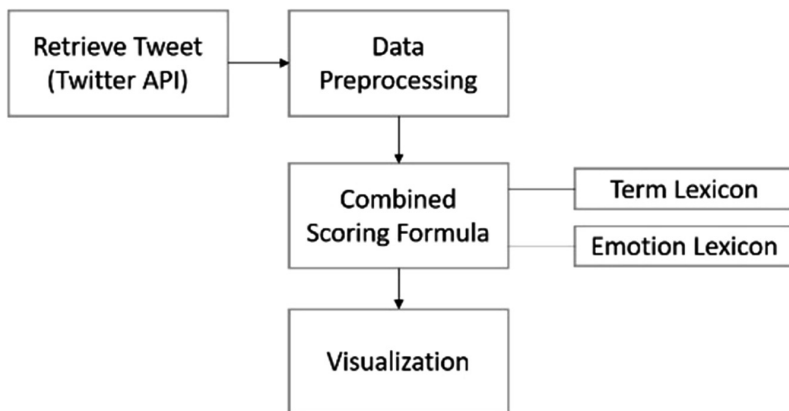 Retrieve Tweet
(Twitter API)
Data
Preprocessing
Combined
Scoring Formula
Term Lexicon
Emotion Lexicon
Visualization